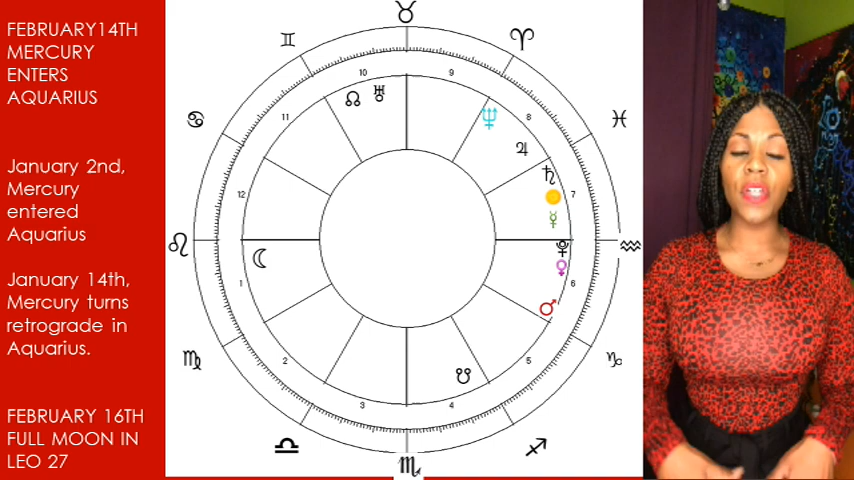 FEBRUARY14TH
MERCURY
ENTERS
AQUARIUS
January 2nd,
Mercury
entered
Aquarius
January 14th,
Mercury turns
retrograde in
Aquarius.
FEBRUARY 16TH
FULL MOON IN
LEO 27
10
9
11
8
12
7
1
6
2
5
3
4